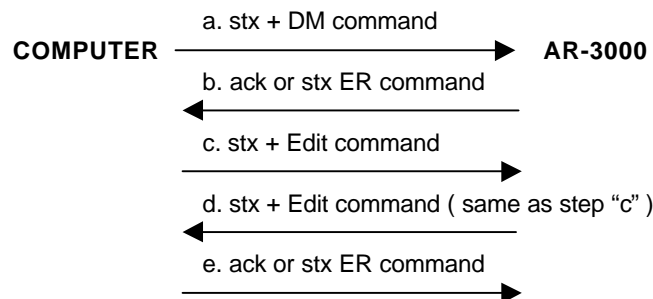 a. stx + DM command
COMPUTER AR-3000
b. ack or stx ER command
c. stx + Edit command
d. stx + Edit command ( same as step “c” )
e. ack or stx ER command